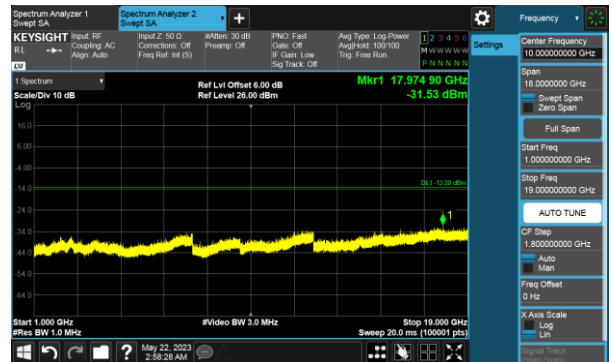 Spectrum Analyzer 1
Swept SA
Spectrum Analyzer 2
Swept SA
+
Frequency
KEYSIGHT
RL
LXI
Input: RF
Coupling: AC
Align: Auto
Input Z: 50 Ω
Corrections: Off
Freq Ref: Int (S)
#Atten: 30 dB
Preamp: Off
PNO: Fast
Gate: Off
IF Gain: Low
Sig Track: Off
Avg Type: Log-Power
Avg|Hold: 100/100
Trig: Free Run
1 2 3 4 5 6
M W W W W W
P N N N N N
Settings
1 Spectrum
Scale/Div 10 dB
Log
Ref Lvl Offset 6.00 dB
Ref Level 26.00 dBm
Mkr1 17.974 90 GHz
-31.53 dBm
16.0
6.00
-4.00
-14.0
-24.0
-34.0
-44.0
-54.0
-64.0
1
Start 1.000 GHz
#Res BW 1.0 MHz
#Video BW 3.0 MHz
Stop 19.000 GHz
Sweep 20.0 ms (100001 pts)
Center Frequency
10.000000000 GHz
Span
18.0000000 GHz
Swept Span
Zero Span
Full Span
Start Freq
1.000000000 GHz
Stop Freq
19.000000000 GHz
AUTO TUNE
CF Step
1.800000000 GHz
Auto
Man
Freq Offset
0 Hz
X Axis Scale
Log
Lin
Signal Track
?
May 22, 2023
2:58:28 AM